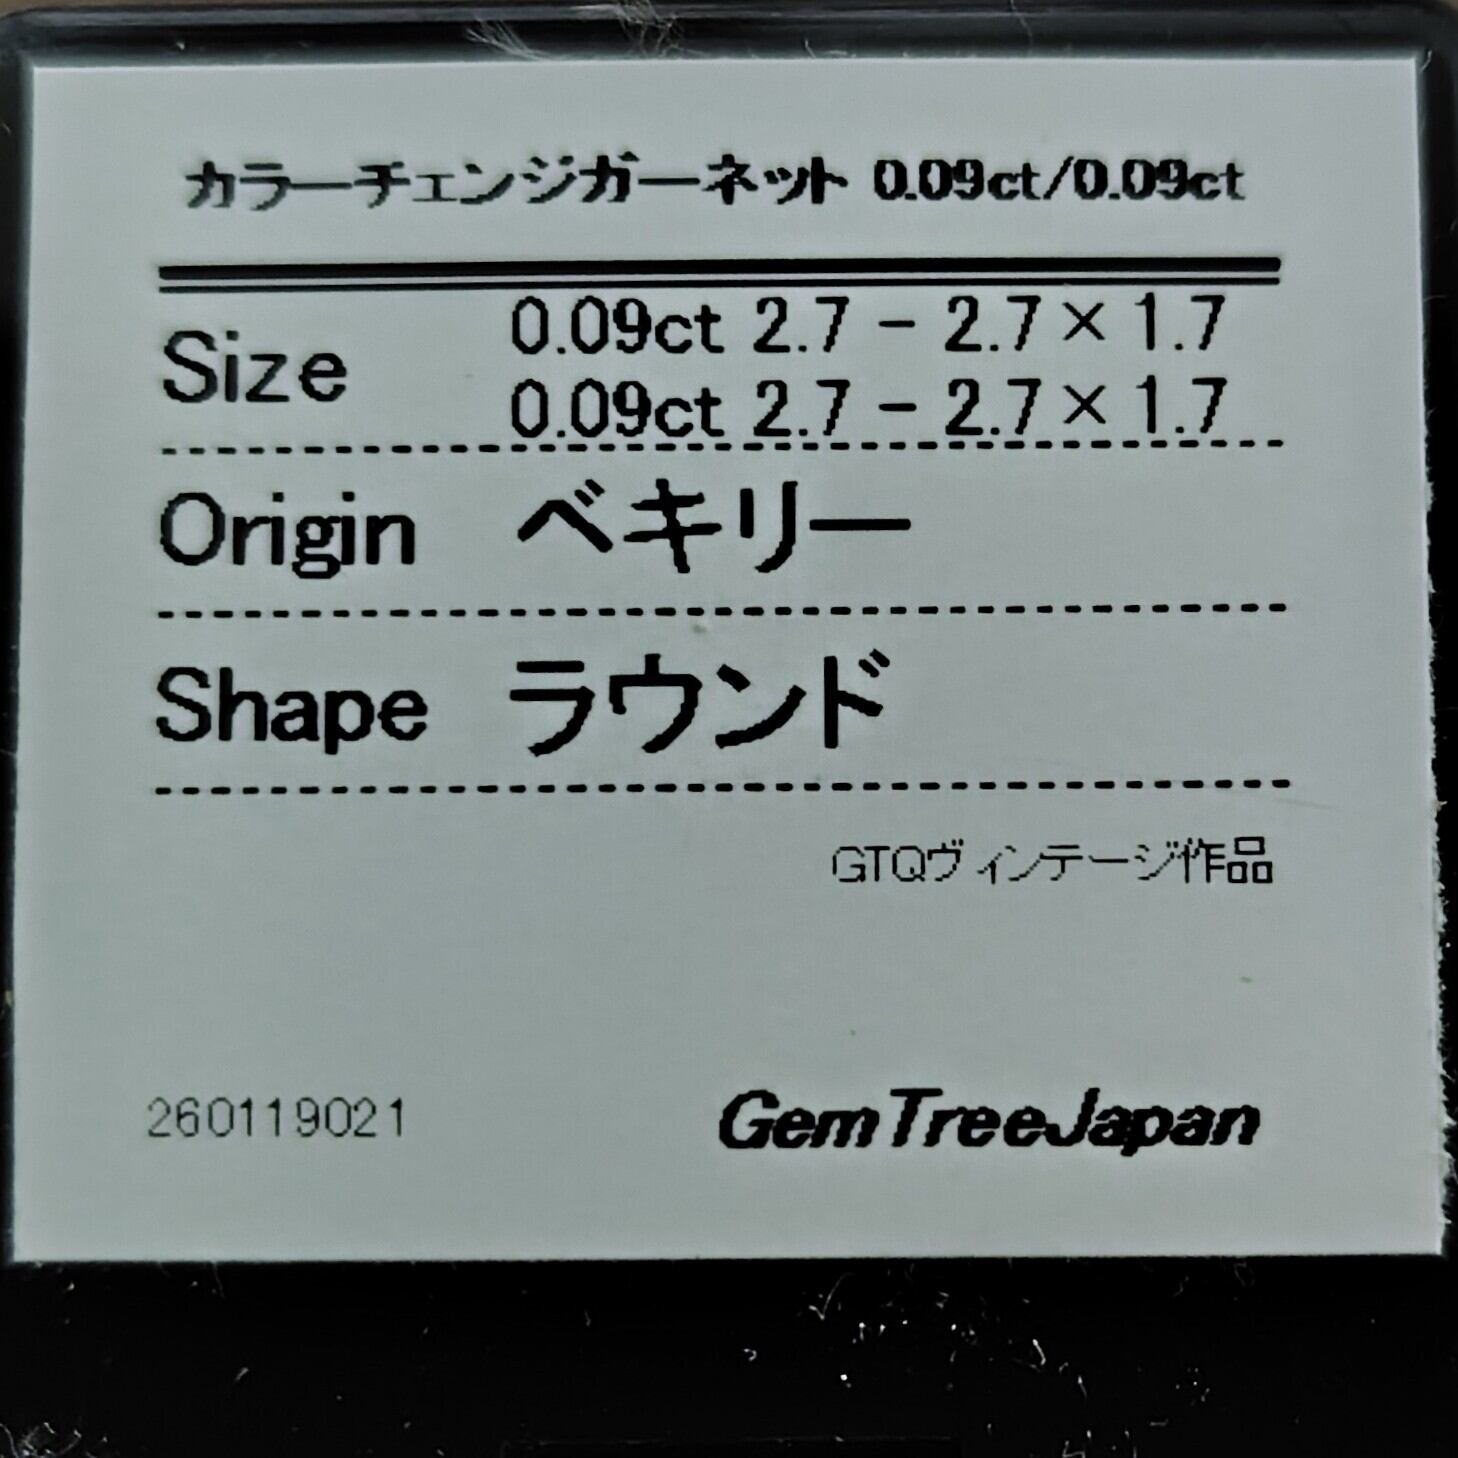 カラーチェンジガーネット 0.09ct/0.09ct
Size 0.09ct 2.7 - 2.7×1.7
0.09ct 2.7 - 2.7×1.7
Origin ベキリー
Shape ラウンド
GTQヴィンテージ作品
260119021 GemTreeJapan